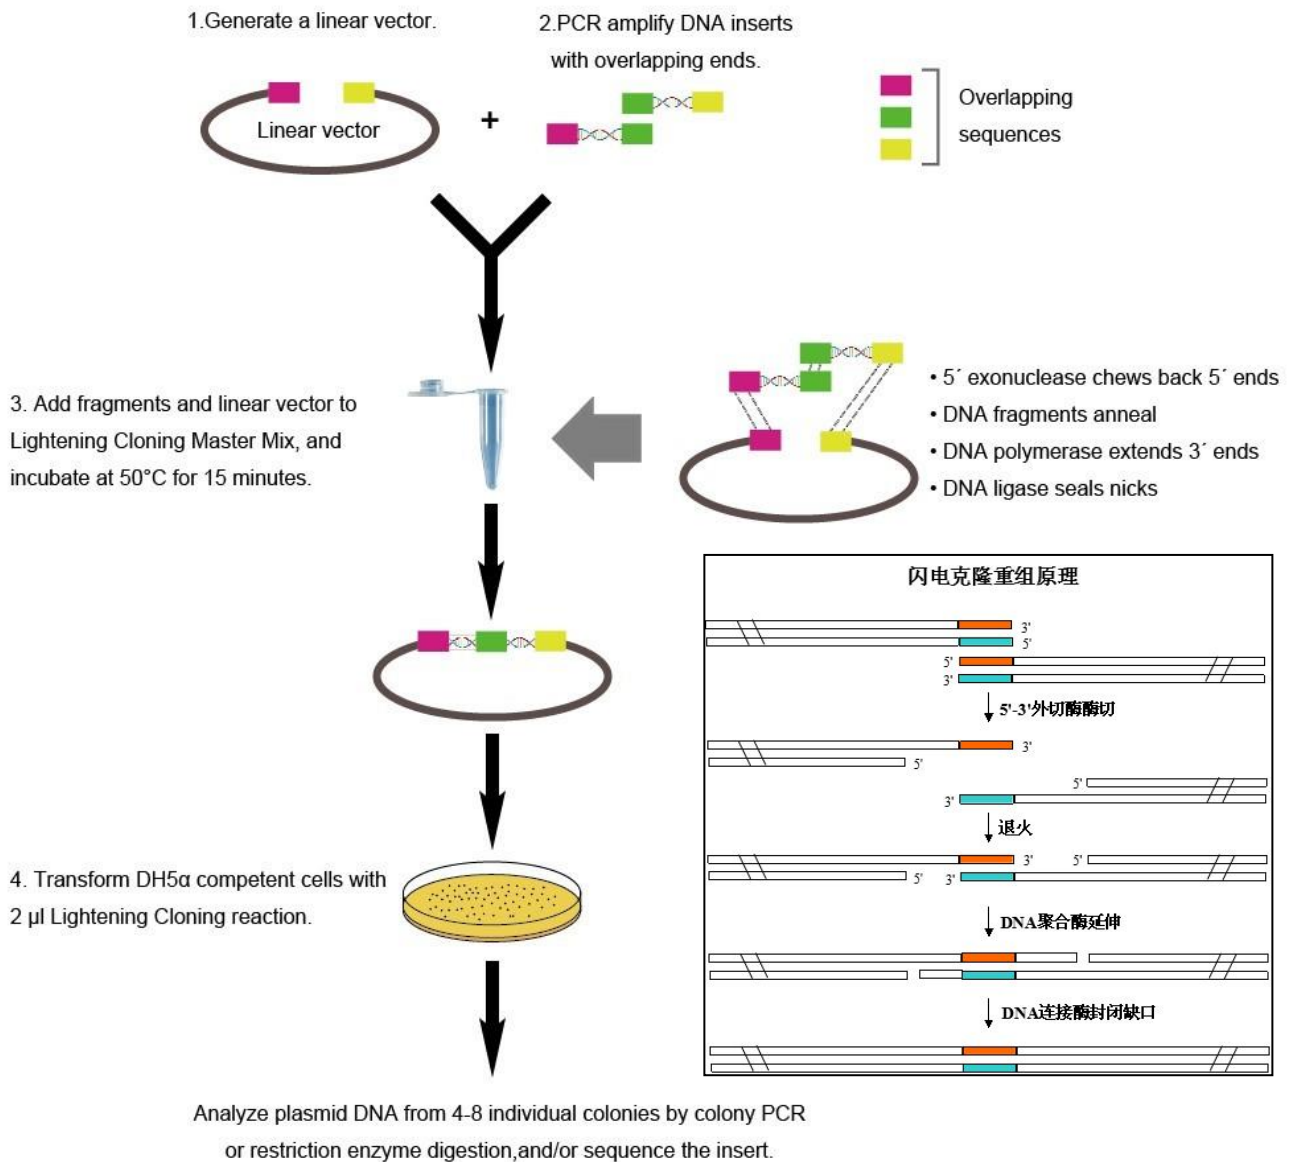 1.Generate a linear vector.
2.PCR amplify DNA inserts
with overlapping ends.
Linear vector
+
Overlapping
sequences
3. Add fragments and linear vector to
Lightening Cloning Master Mix, and
incubate at 50°C for 15 minutes.
• 5´ exonuclease chews back 5´ ends
• DNA fragments anneal
• DNA polymerase extends 3´ ends
• DNA ligase seals nicks
闪电克隆重组原理
3'
5'
5'
3'
5'-3'外切酶酶切
3'
5'
5'
3'
退火
3' 5'
5' 3'
DNA聚合酶延伸
DNA连接酶封闭缺口
4. Transform DH5α competent cells with
2 µl Lightening Cloning reaction.
Analyze plasmid DNA from 4-8 individual colonies by colony PCR
or restriction enzyme digestion,and/or sequence the insert.